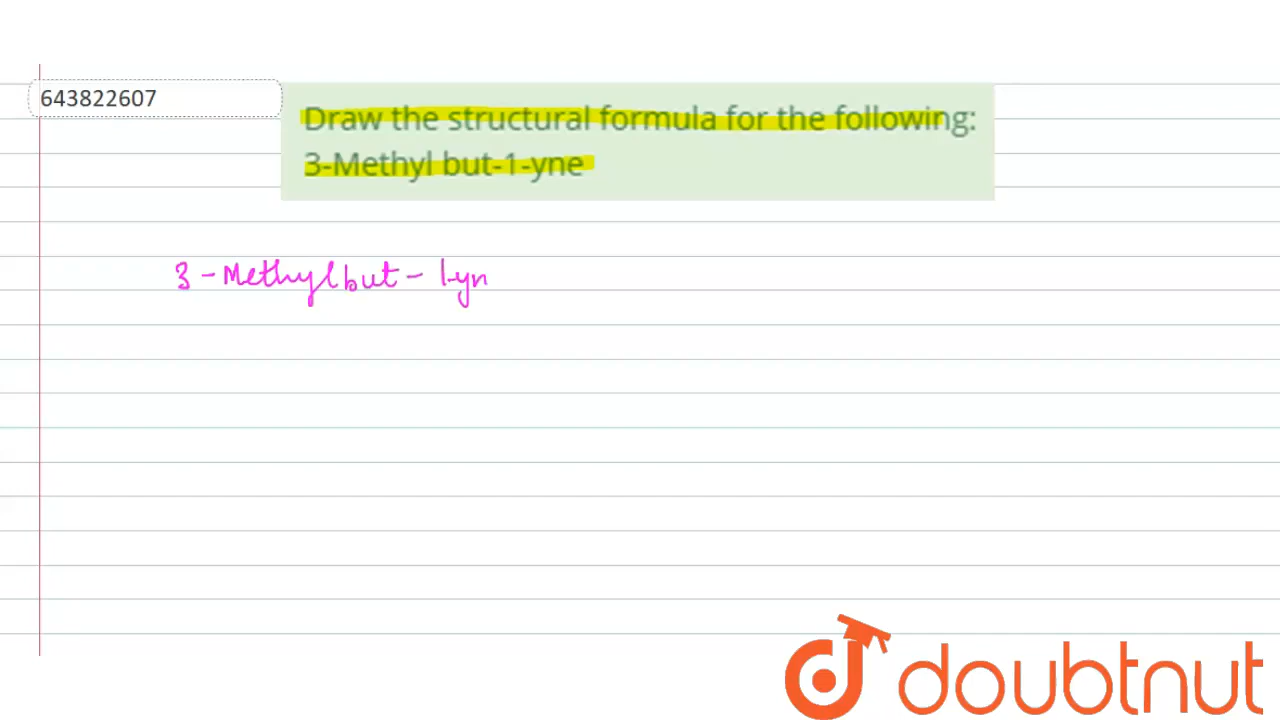 643822607
Draw the structural formula for the following:
3-Methyl but-1-yne
3-Methylbut-1-yn
doubtnut